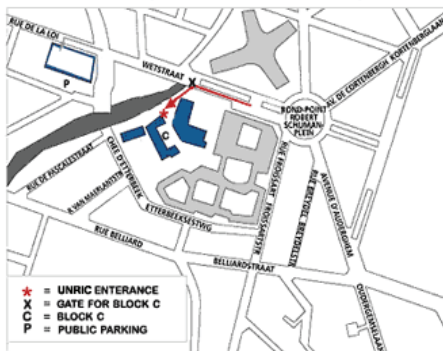 RUE DE LA LOI
WETSTRAAT
P
X
C
AV. DE CORTENBERGH KORTENBERGLAAN
ROND-POINT
ROBERT
SCHUMAN-
PLEIN
RUE DE PASCALESTRAAT
R VAN MAERLANTSTR
CHÉE D'ETTERBEEK
ETTERBEEKSESTWG
RUE FROISSART FROISSARTSTR
RUE BREYDEL BREYDELSTR
AVENUE D'AUDERGHEM
OUDERGEMSELAAN
RUE BELLIARD
BELLIARDSTRAAT
* = UNRIC ENTERANCE
X = GATE FOR BLOCK C
C = BLOCK C
P = PUBLIC PARKING